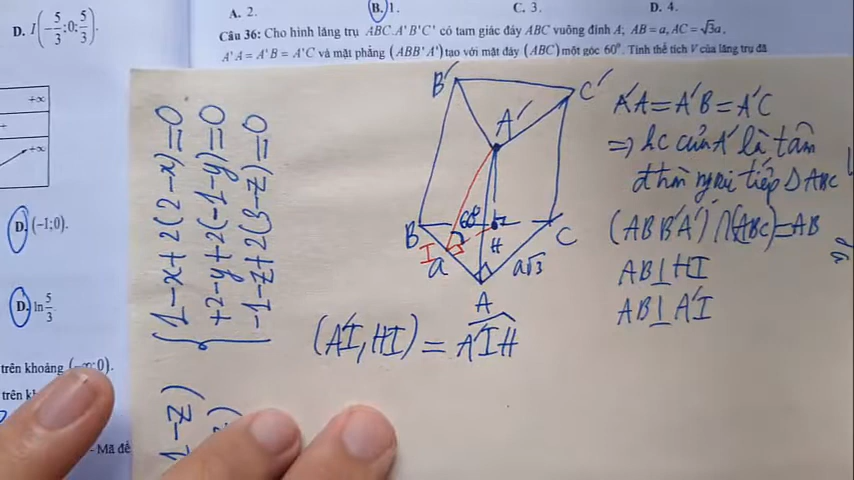 A. 2.
B. 1.
C. 3.
D. 4.
D. I(-5/3;0;5/3).
Câu 36: Cho hình lăng trụ ABC.A'B'C' có tam giác đáy ABC vuông đỉnh A; AB = a, AC = √3a,
A'A = A'B = A'C và mặt phẳng (ABB'A') tạo với mặt đáy (ABC) một góc 60°. Tính thể tích V của lăng trụ đã
+∞
+
+∞
D. (-1;0).
D. ln 5/3
trên khoảng (-∞;0).
- Mã đề
1-x+2(2-x)=0
+2-y+2(-1-y)=0
-1-z+2(3-z)=0
1-z)
B'
C'
A'
60°
B
I
H
C
a
a√3
A
A'A=A'B=A'C
=> hc của A' là tâm
đtròn ngoại tiếp ΔABC
(ABB'A')∩(ABC)=AB
AB⊥HI
AB⊥A'I
(A'I,HI)=A'IH